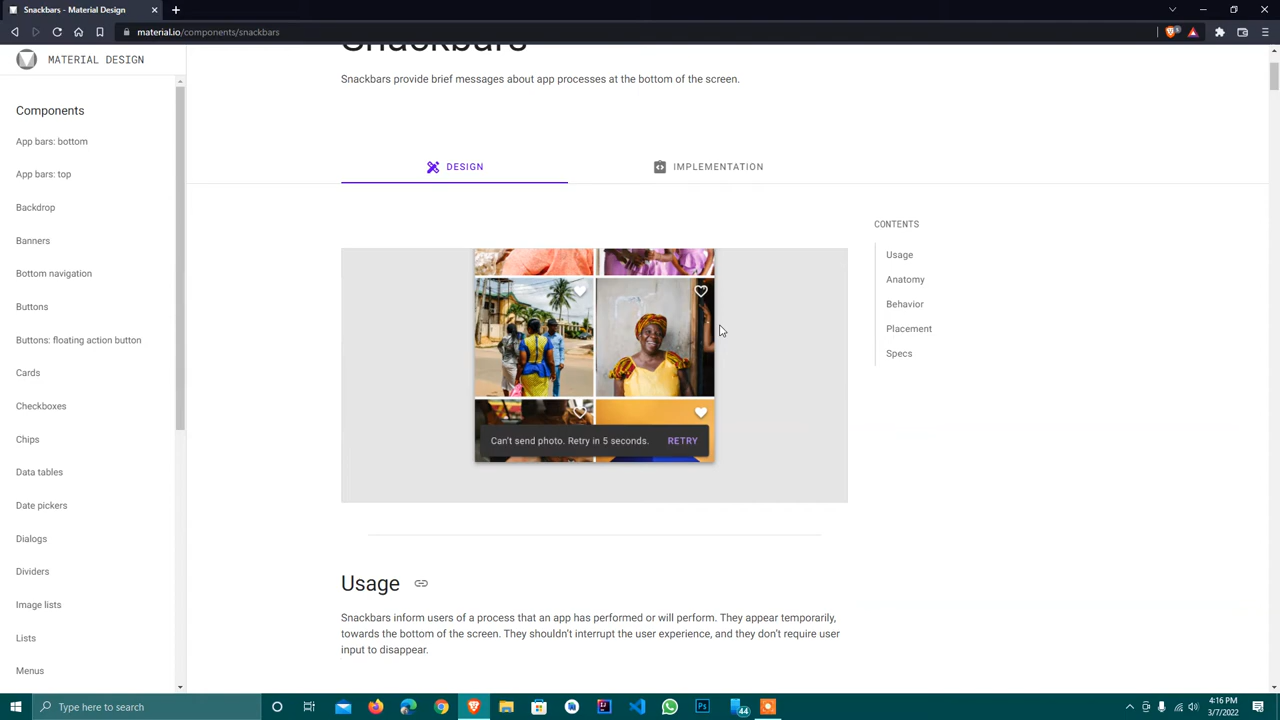 Snackbars - Material Design
material.io/components/snackbars
6
MATERIAL DESIGN
Components
App bars: bottom
App bars: top
Backdrop
Banners
Bottom navigation
Buttons
Buttons: floating action button
Cards
Checkboxes
Chips
Data tables
Date pickers
Dialogs
Dividers
Image lists
Lists
Menus
Snackbars
Snackbars provide brief messages about app processes at the bottom of the screen.
DESIGN
IMPLEMENTATION
Can't send photo. Retry in 5 seconds.
RETRY
Usage
Snackbars inform users of a process that an app has performed or will perform. They appear temporarily,
towards the bottom of the screen. They shouldn't interrupt the user experience, and they don't require user
input to disappear.
CONTENTS
Usage
Anatomy
Behavior
Placement
Specs
Type here to search
44
4:16 PM
3/7/2022